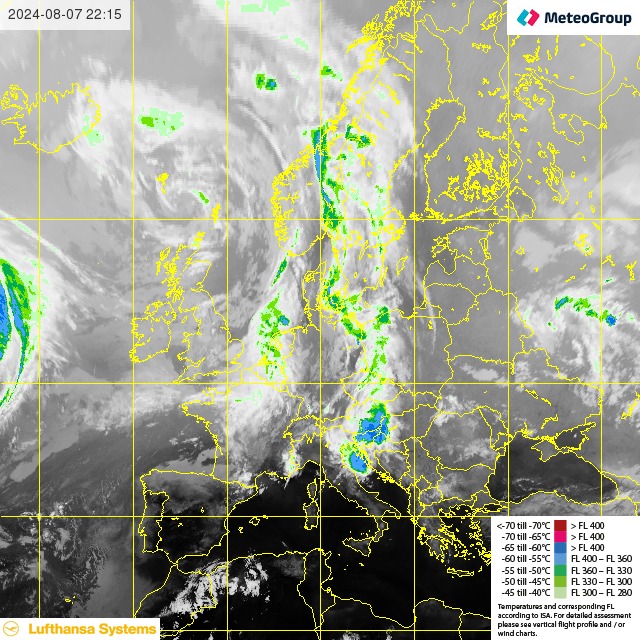 2024-08-07 22:15
MeteoGroup
<-70 till -70°C > FL 400
-70 till -65°C > FL 400
-65 till -60°C > FL 400
-60 till -55°C FL 400 – FL 360
-55 till -50°C FL 360 – FL 330
-50 till -45°C FL 330 – FL 300
-45 till -40°C FL 300 – FL 280
Temperatures and corresponding FL
according to ISA. For detailed assessment
please see vertical flight profile and / or
wind charts.
Lufthansa Systems